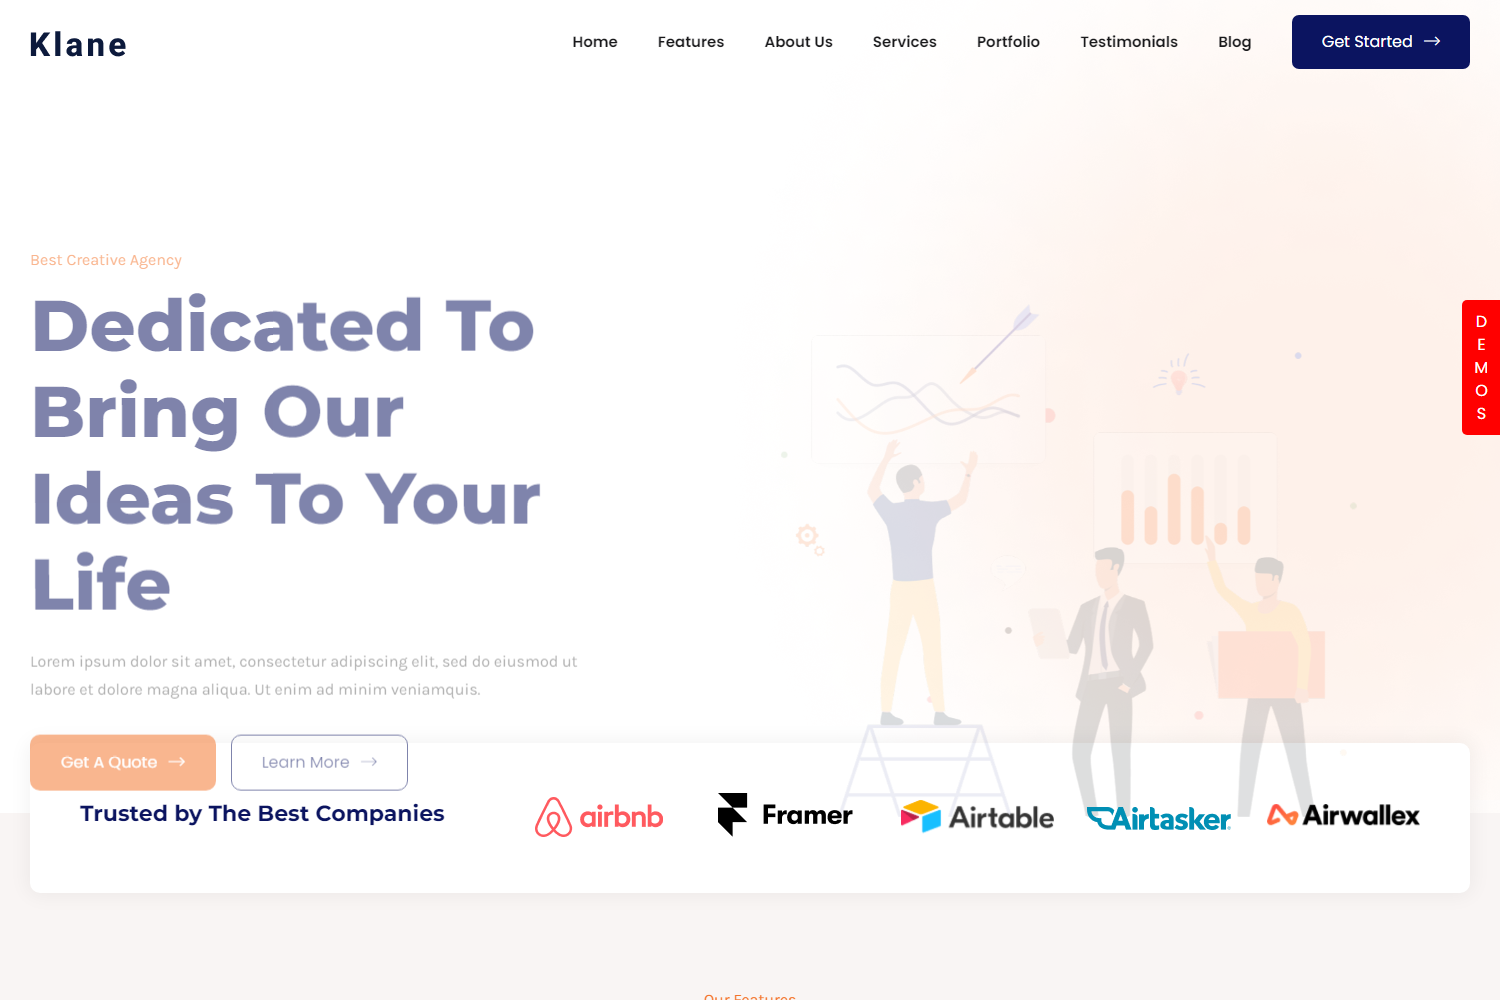 Klane
Home Features About Us Services Portfolio Testimonials Blog Get Started
Best Creative Agency
Dedicated To
Bring Our
Ideas To Your
Life
Lorem ipsum dolor sit amet, consectetur adipiscing elit, sed do eiusmod ut
labore et dolore magna aliqua. Ut enim ad minim veniamquis.
Get A Quote Learn More
DEMOS
Trusted by The Best Companies
airbnb Framer Airtable Airtasker Airwallex
Our Features